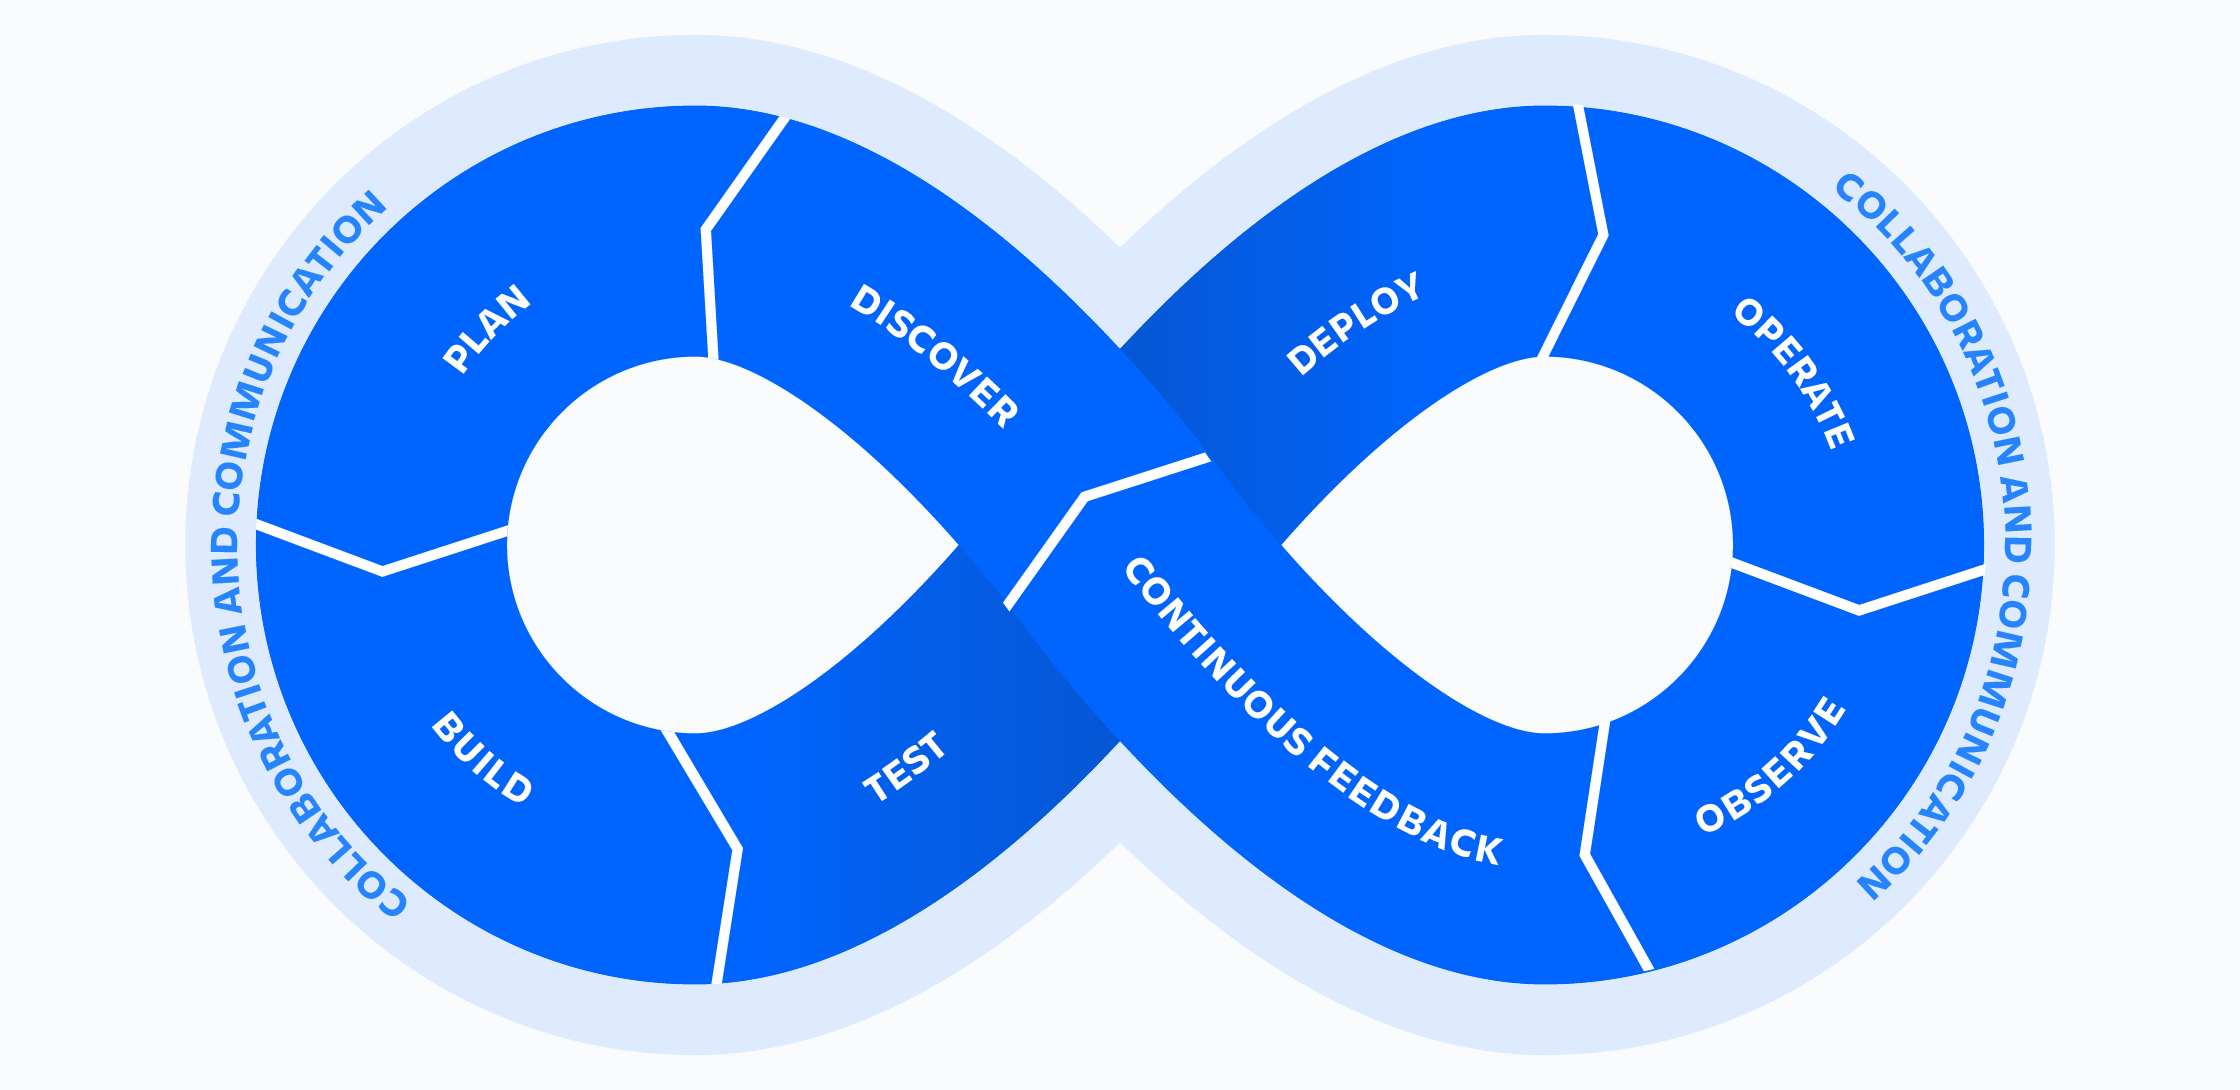 COLLABORATION AND COMMUNICATION
PLAN
DISCOVER
DEPLOY
OPERATE
COLLABORATION AND COMMUNICATION
BUILD
TEST
CONTINUOUS FEEDBACK
OBSERVE